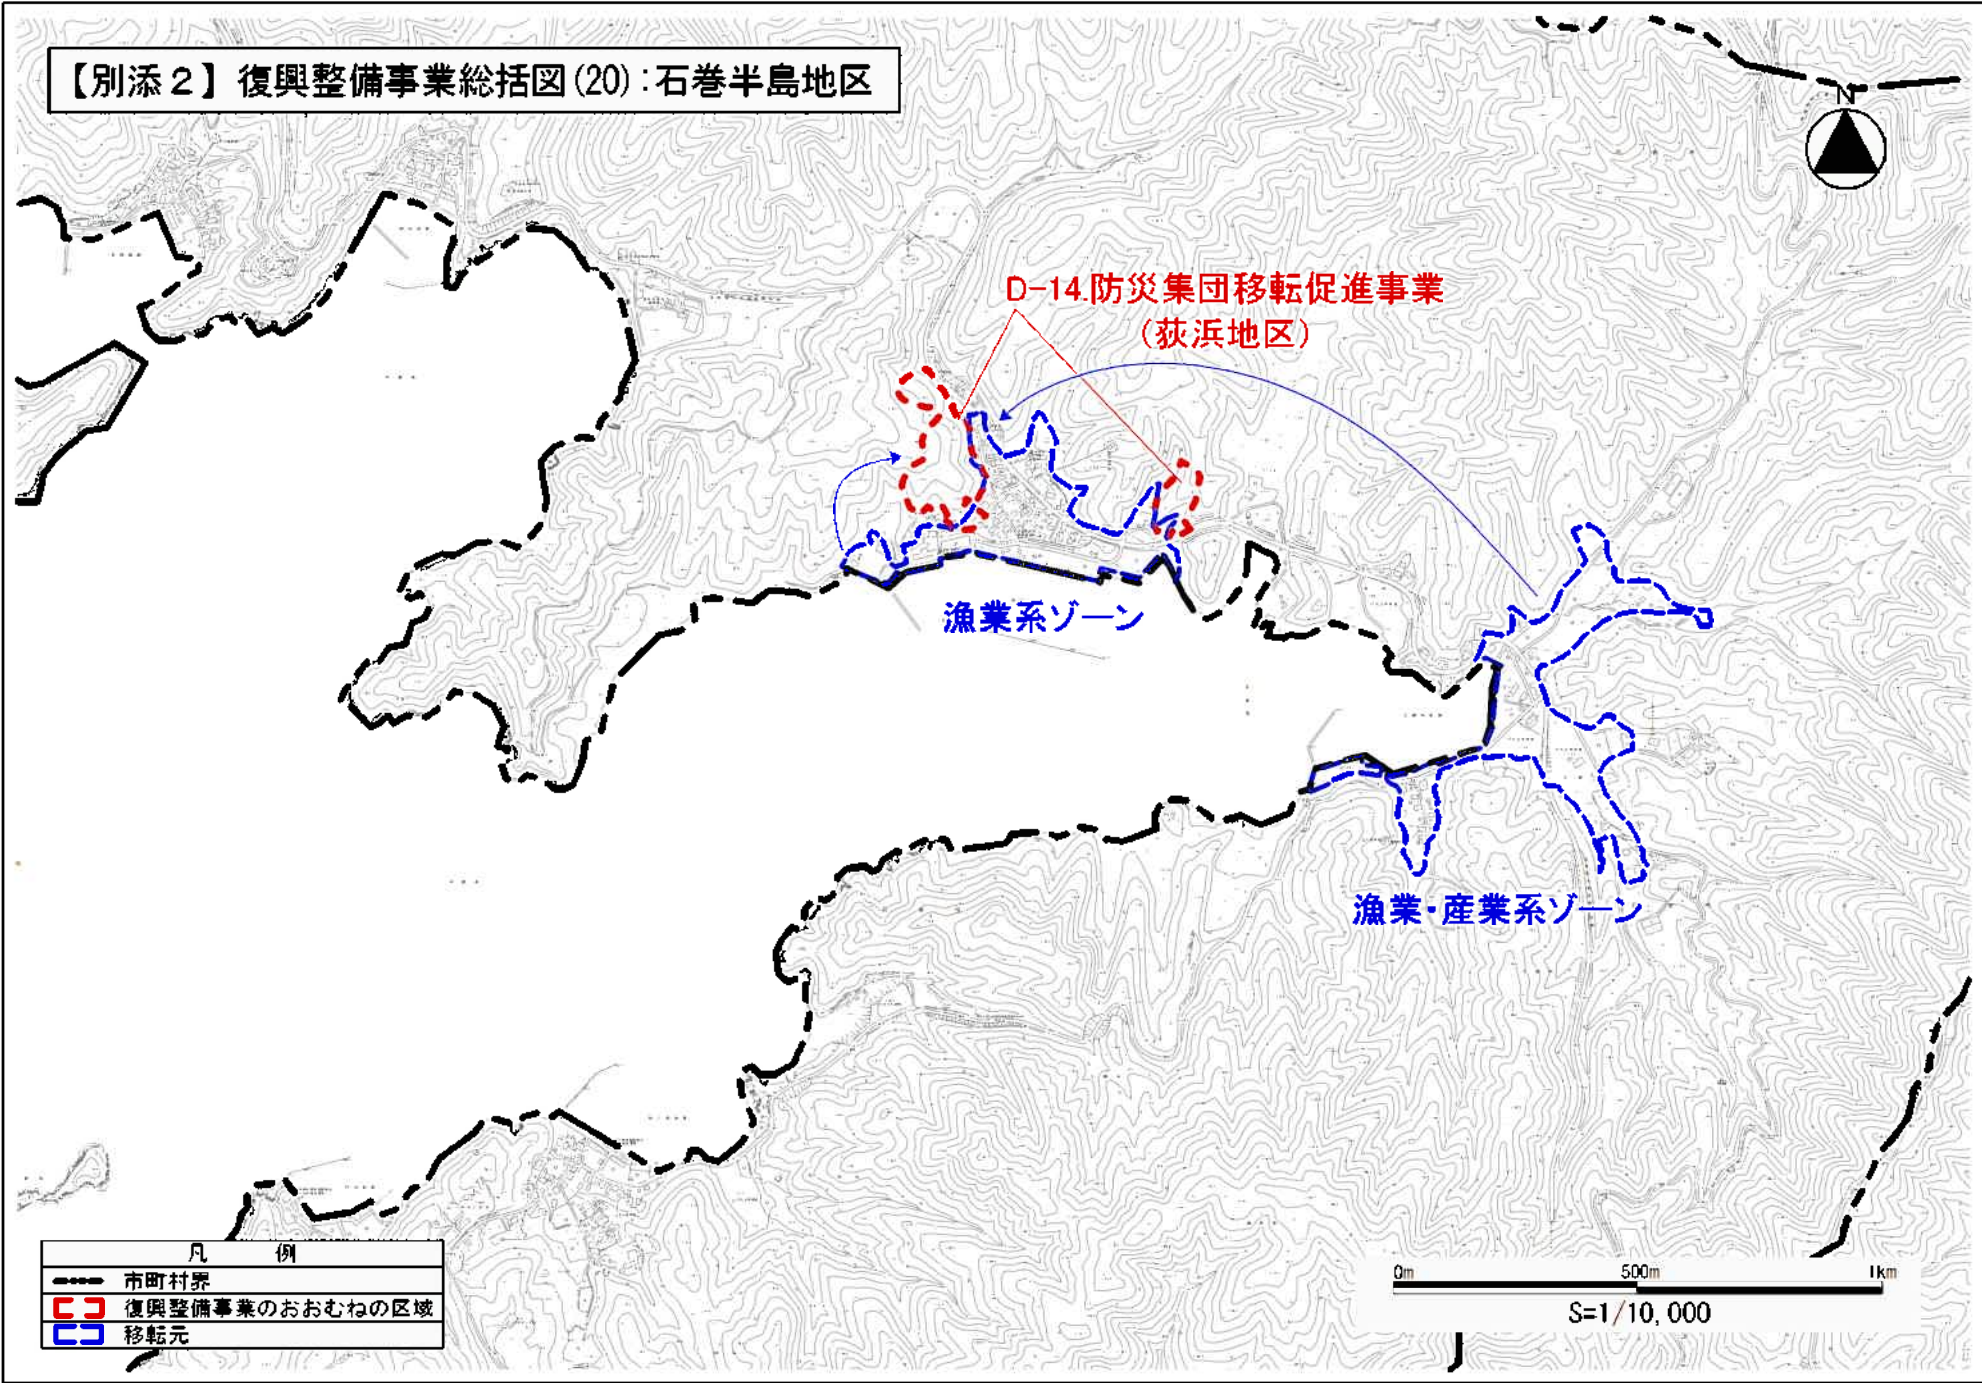 【別添２】復興整備事業総括図(20):石巻半島地区
N
D-14.防災集団移転促進事業
(荻浜地区)
漁業系ゾーン
漁業・産業系ゾーン
凡 例
市町村界
復興整備事業のおおむねの区域
移転元
0m 500m 1km
S=1/10,000